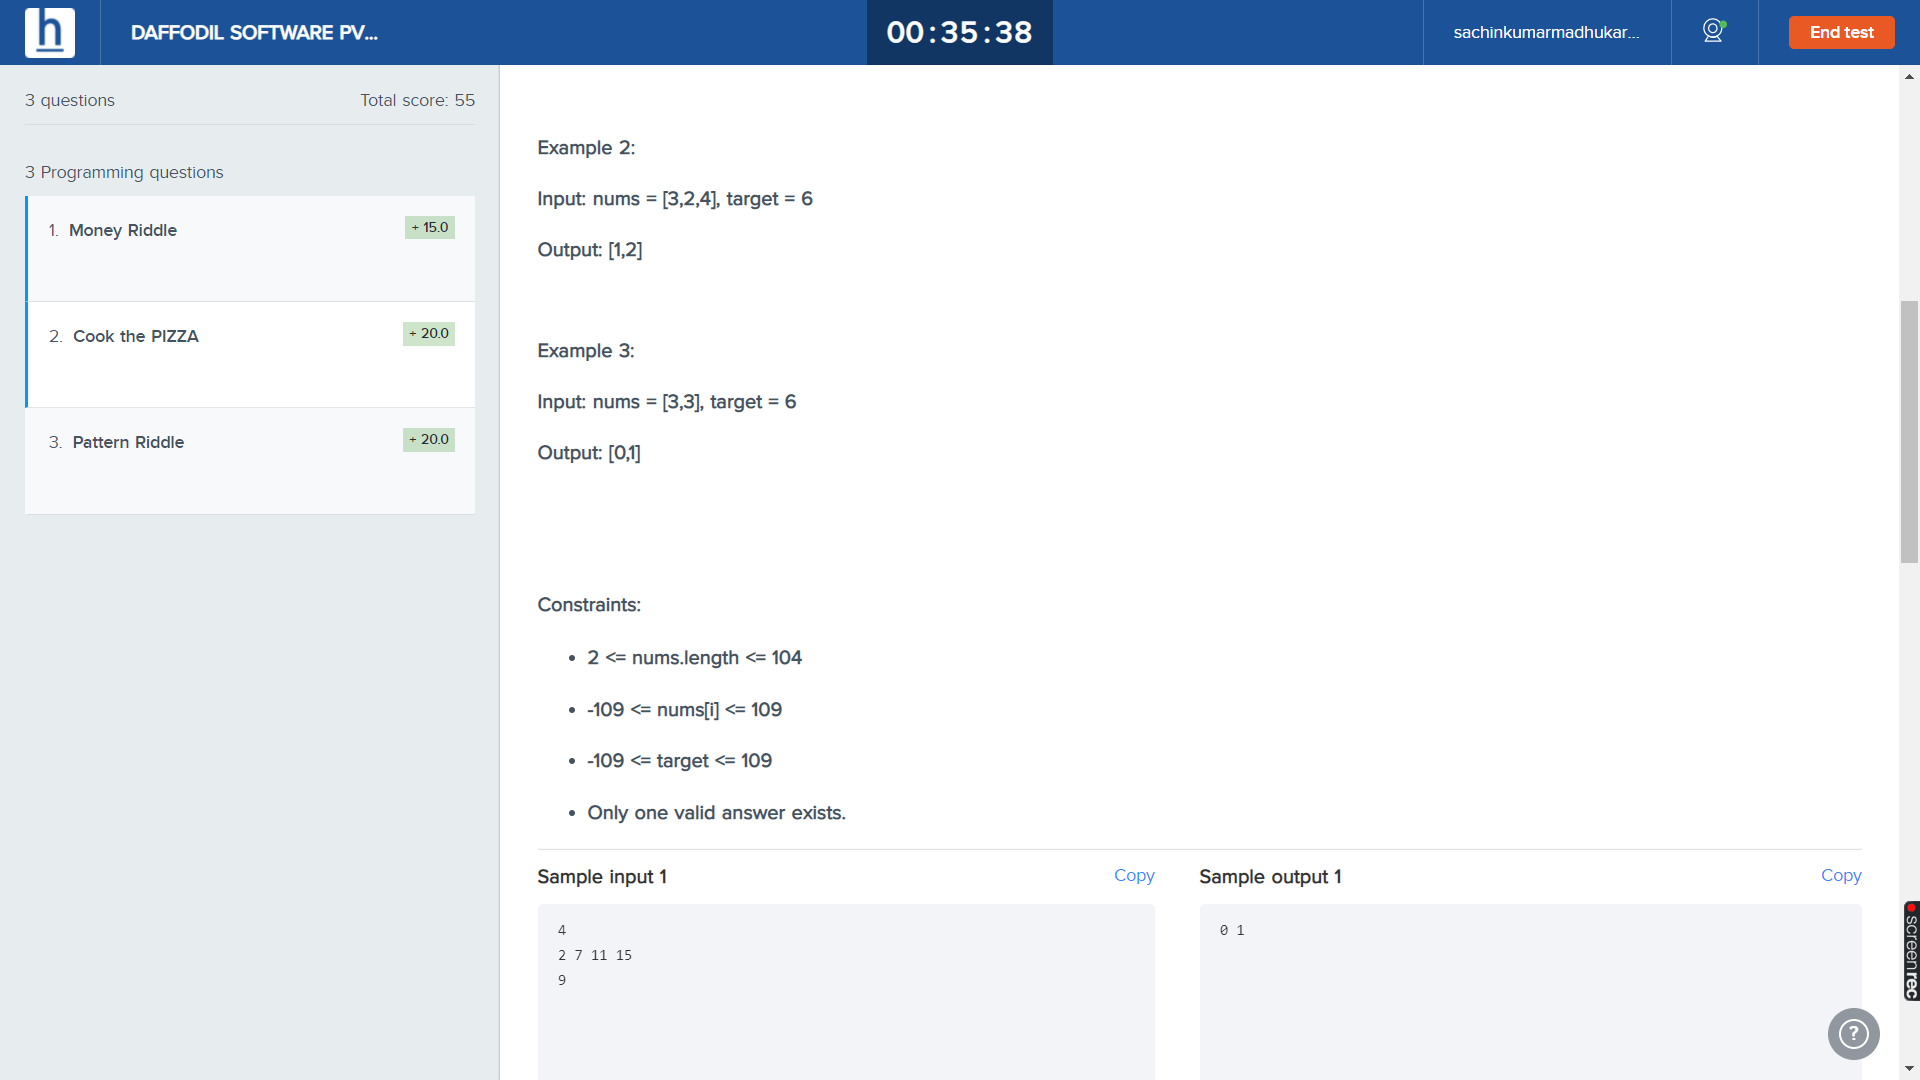 h
DAFFODIL SOFTWARE PV...
00:35:38
sachinkumarmadhukar...
End test
3 questions
Total score: 55
3 Programming questions
1. Money Riddle
+ 15.0
2. Cook the PIZZA
+ 20.0
3. Pattern Riddle
+ 20.0
Example 2:
Input: nums = [3,2,4], target = 6
Output: [1,2]
Example 3:
Input: nums = [3,3], target = 6
Output: [0,1]
Constraints:
• 2 <= nums.length <= 104
• -109 <= nums[i] <= 109
• -109 <= target <= 109
• Only one valid answer exists.
Sample input 1
Copy
4
2 7 11 15
9
Sample output 1
Copy
0 1
screenrec
?